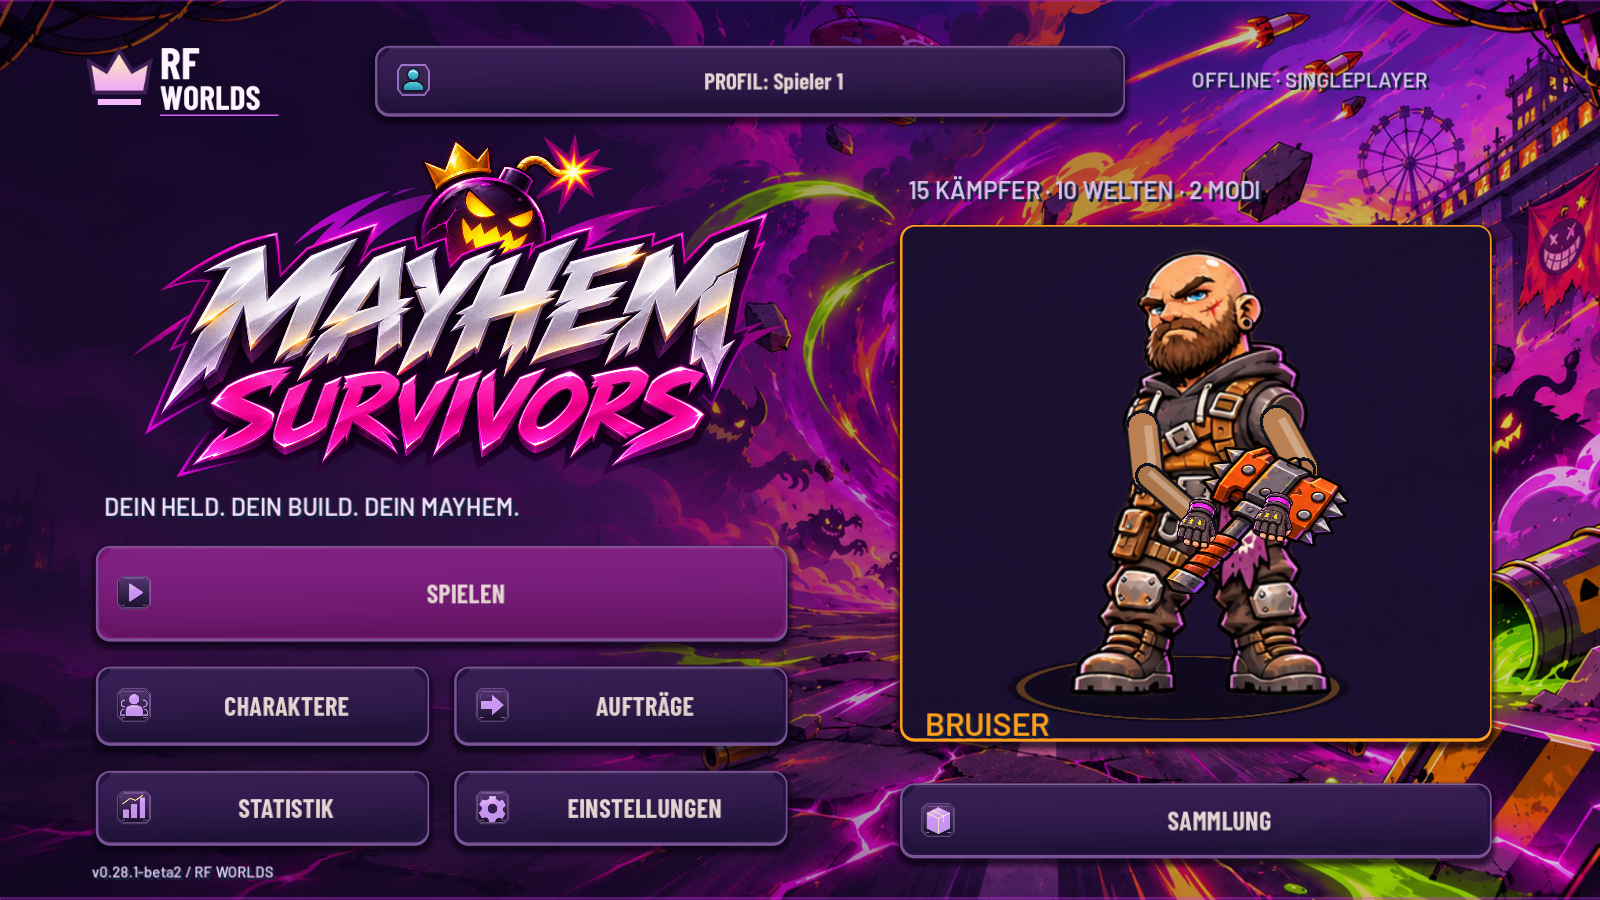 RF
WORLDS
PROFIL: Spieler 1
OFFLINE · SINGLEPLAYER
MAYHEM
SURVIVORS
15 KÄMPFER · 10 WELTEN · 2 MODI
DEIN HELD. DEIN BUILD. DEIN MAYHEM.
SPIELEN
CHARAKTERE
AUFTRÄGE
STATISTIK
EINSTELLUNGEN
BRUISER
SAMMLUNG
v0.28.1-beta2 / RF WORLDS